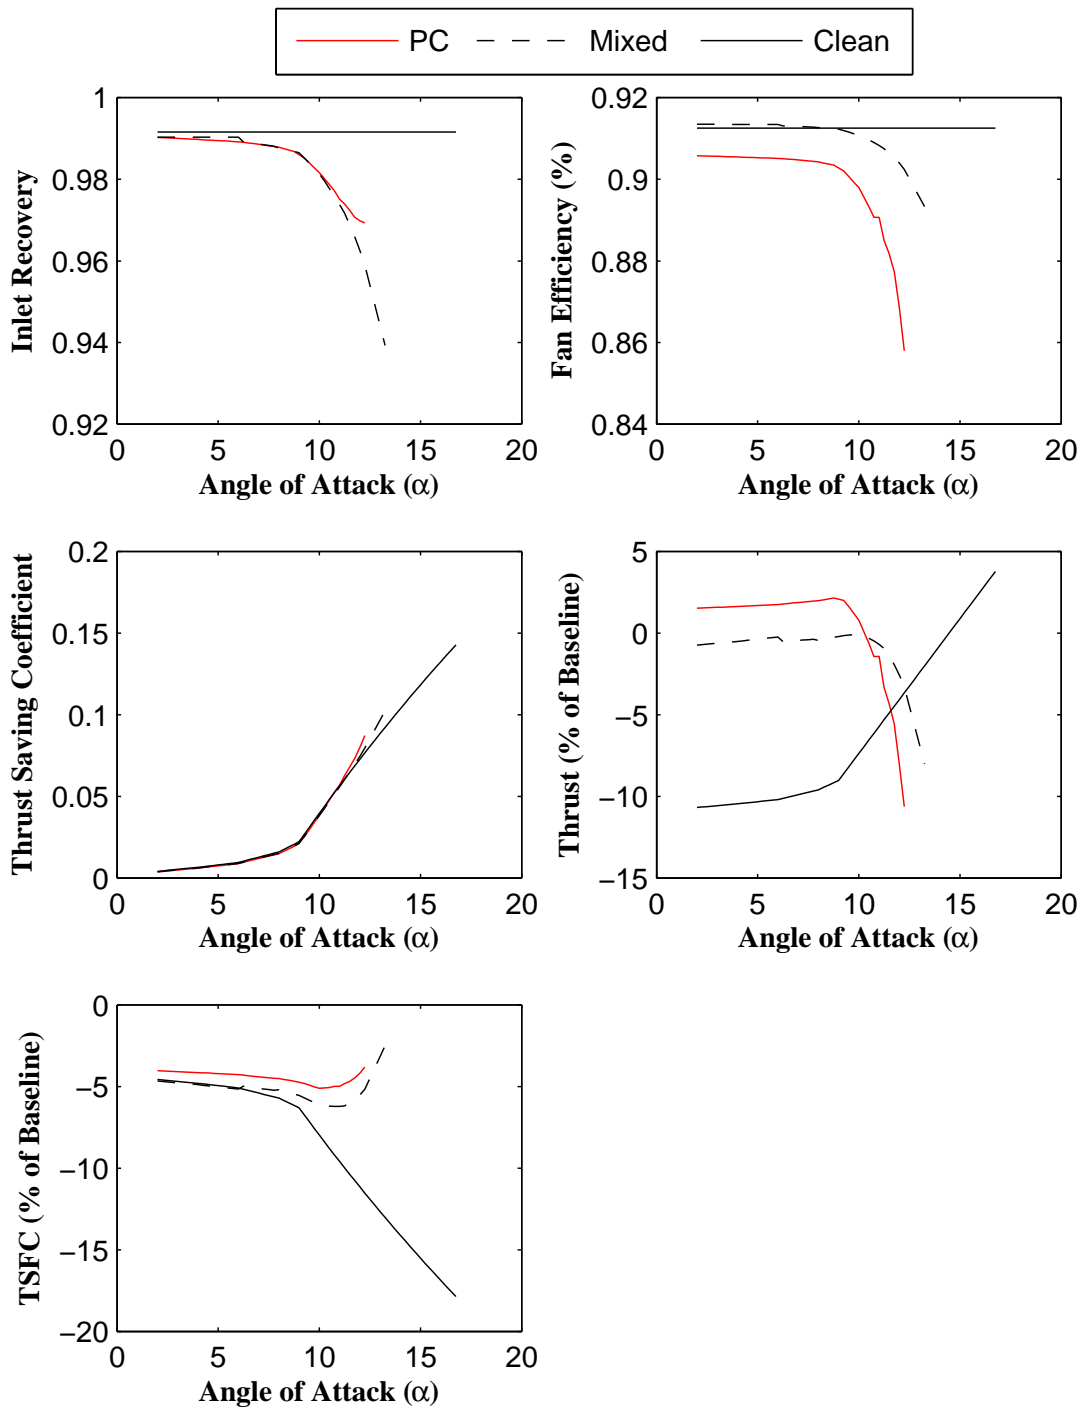 PC Mixed Clean
1
0.98
0.96
0.94
0.92
0 5 10 15 20
Inlet Recovery
Angle of Attack (α)
0.92
0.9
0.88
0.86
0.84
0 5 10 15 20
Fan Efficiency (%)
Angle of Attack (α)
0.2
0.15
0.1
0.05
0
0 5 10 15 20
Thrust Saving Coefficient
Angle of Attack (α)
5
0
−5
−10
−15
0 5 10 15 20
Thrust (% of Baseline)
Angle of Attack (α)
0
−5
−10
−15
−20
0 5 10 15 20
TSFC (% of Baseline)
Angle of Attack (α)